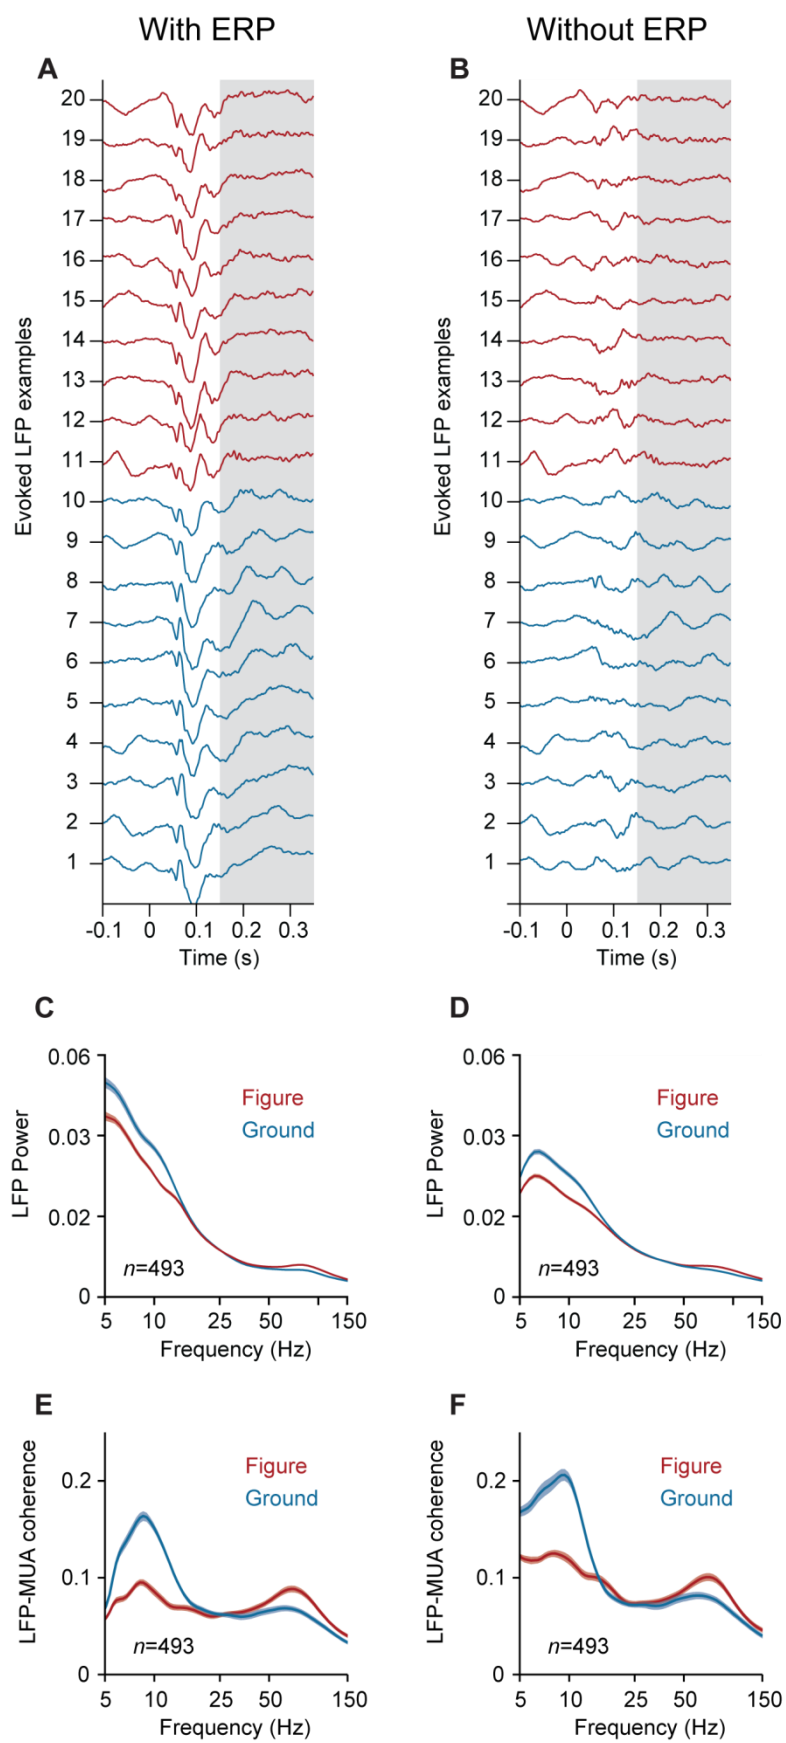 With ERP
Without ERP
A
B
20
19
18
17
16
15
14
13
12
11
10
9
8
7
6
5
4
3
2
1
Evoked LFP examples
-0.1 0 0.1 0.2 0.3
Time (s)
20
19
18
17
16
15
14
13
12
11
10
9
8
7
6
5
4
3
2
1
Evoked LFP examples
-0.1 0 0.1 0.2 0.3
Time (s)
C
0.06
0.03
0.02
0
LFP Power
Figure
Ground
n=493
5 10 25 50 150
Frequency (Hz)
D
0.06
0.03
0.02
0
LFP Power
Figure
Ground
n=493
5 10 25 50 150
Frequency (Hz)
E
0.2
0.1
0
LFP-MUA coherence
Figure
Ground
n=493
5 10 25 50 150
Frequency (Hz)
F
0.2
0.1
0
LFP-MUA coherence
Figure
Ground
n=493
5 10 25 50 150
Frequency (Hz)